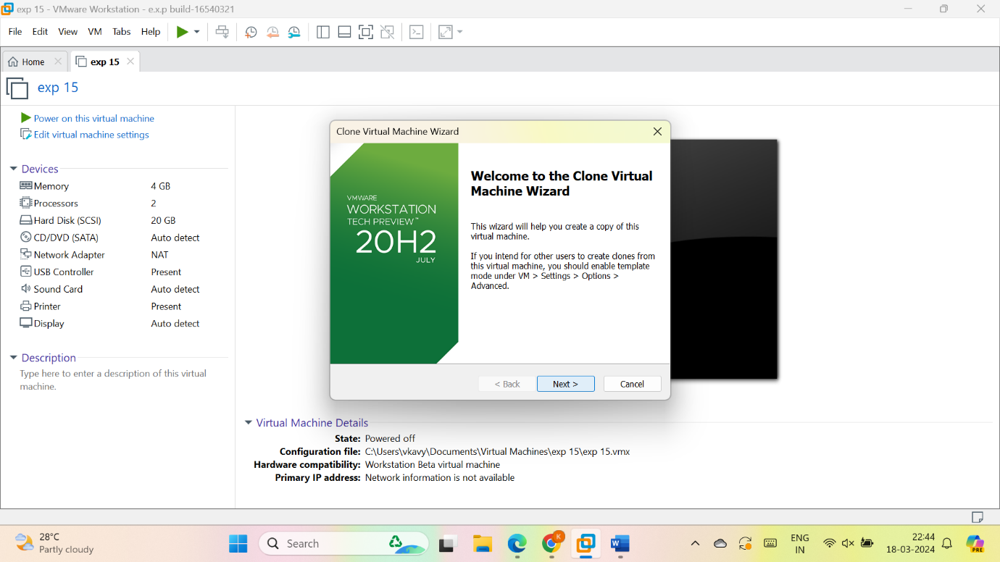 exp 15 - VMware Workstation - e.x.p build-16540321
File Edit View VM Tabs Help
Home
exp 15
exp 15
Power on this virtual machine
Edit virtual machine settings
Devices
Memory 4 GB
Processors 2
Hard Disk (SCSI) 20 GB
CD/DVD (SATA) Auto detect
Network Adapter NAT
USB Controller Present
Sound Card Auto detect
Printer Present
Display Auto detect
Description
Type here to enter a description of this virtual
machine.
Clone Virtual Machine Wizard
VMWARE
WORKSTATION
TECH PREVIEW™
20H2
JULY
Welcome to the Clone Virtual
Machine Wizard
This wizard will help you create a copy of this
virtual machine.
If you intend for other users to create clones from
this virtual machine, you should enable template
mode under VM > Settings > Options >
Advanced.
< Back
Next >
Cancel
Virtual Machine Details
State: Powered off
Configuration file: C:\Users\vkavy\Documents\Virtual Machines\exp 15\exp 15.vmx
Hardware compatibility: Workstation Beta virtual machine
Primary IP address: Network information is not available
28°C
Partly cloudy
Search
K
W
ENG
IN
22:44
18-03-2024
PRE